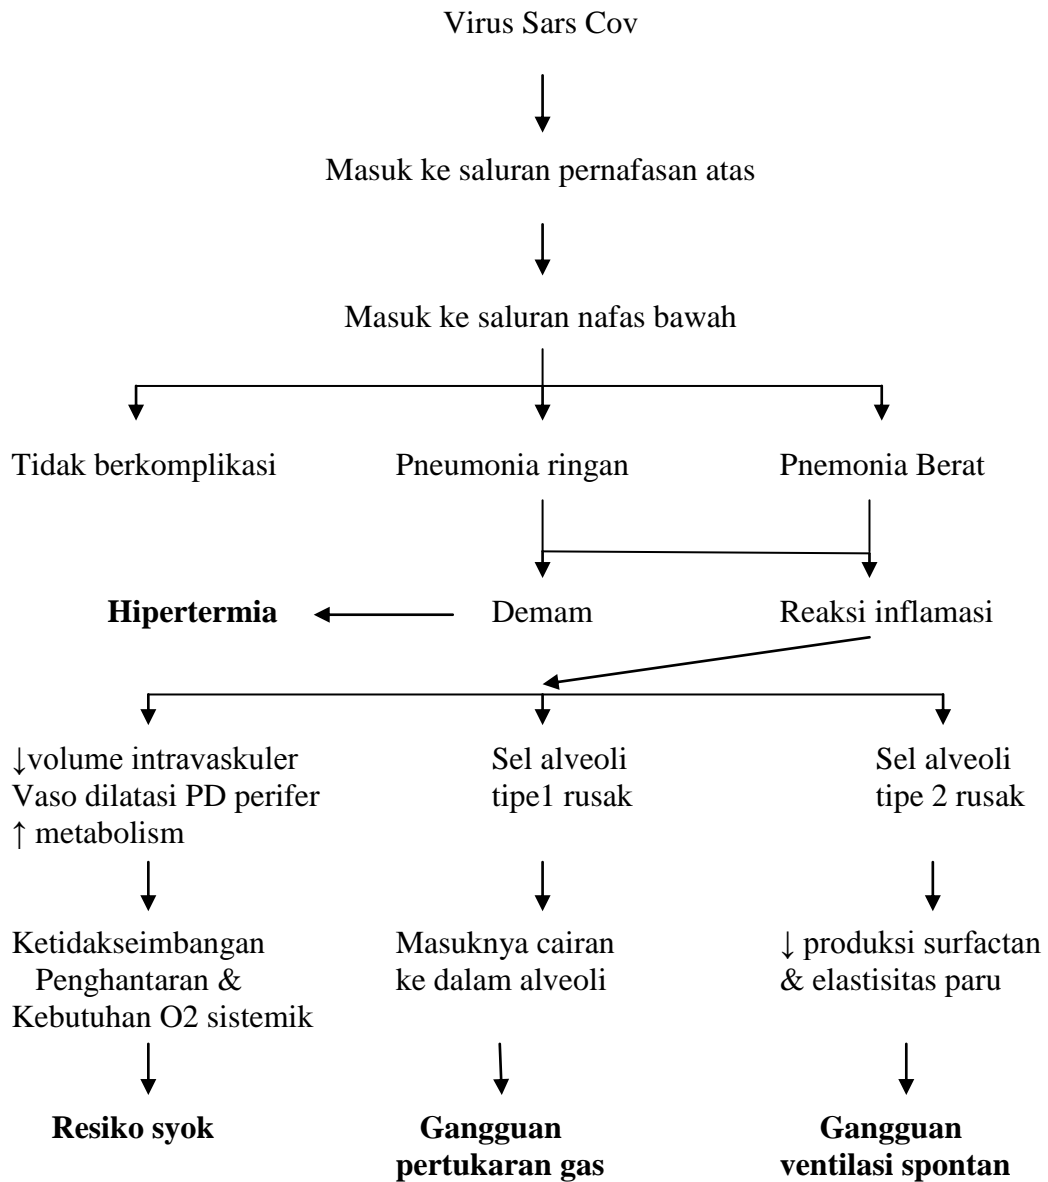 Virus Sars Cov
Masuk ke saluran pernafasan atas
Masuk ke saluran nafas bawah
Tidak berkomplikasi
Pneumonia ringan
Pnemonia Berat
Hipertermia
Demam
Reaksi inflamasi
↓volume intravaskuler
Vaso dilatasi PD perifer
↑ metabolism
Sel alveoli
tipe1 rusak
Sel alveoli
tipe 2 rusak
Ketidakseimbangan
Penghantaran &
Kebutuhan O2 sistemik
Masuknya cairan
ke dalam alveoli
↓ produksi surfactan
& elastisitas paru
Resiko syok
Gangguan
pertukaran gas
Gangguan
ventilasi spontan